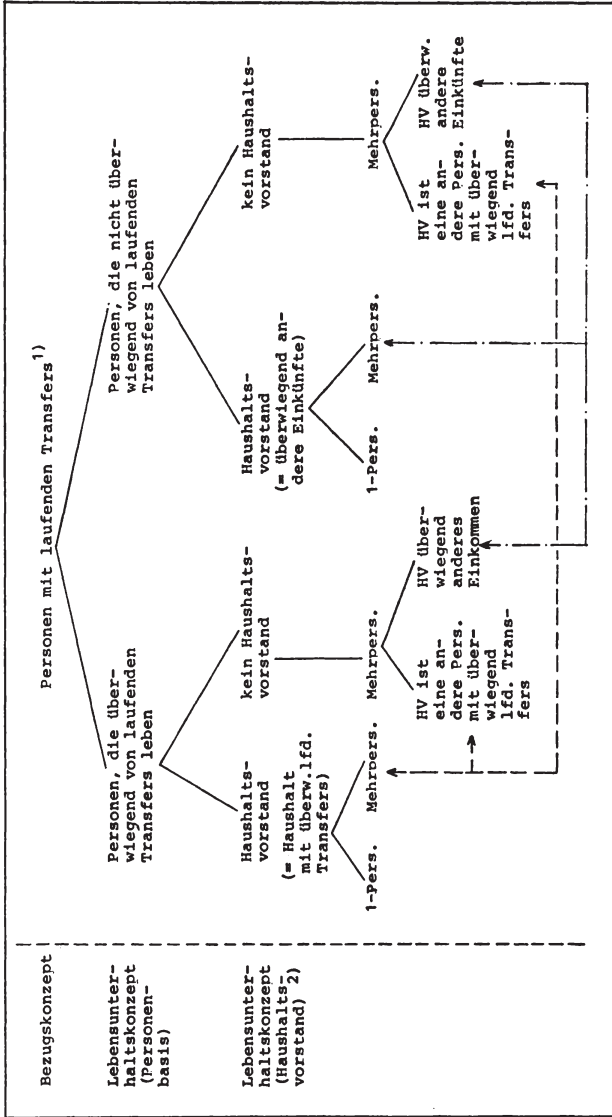 Bezugskonzept
Personen mit laufenden Transfers1)
Lebensunter-
haltskonzept
(Personen-
basis)
Personen, die über-
wiegend von laufenden
Transfers leben
Personen, die nicht über-
wiegend von laufenden
Transfers leben
Lebensunter-
haltskonzept
(Haushalts-
vorstand)2)
Haushalts-
vorstand
(= Haushalt
mit überw.lfd.
Transfers)
kein Haushalts-
vorstand
Haushalts-
vorstand
(= überwiegend an-
dere Einkünfte)
kein Haushalts-
vorstand
1-Pers.
Mehrpers.
Mehrpers.
1-Pers.
Mehrpers.
Mehrpers.
HV ist
eine an-
dere Pers.
mit über-
wiegend
lfd. Trans-
fers
HV über-
wiegend
anderes
Einkommen
HV ist
eine an-
dere Pers.
mit über-
wiegend
lfd. Trans-
fers
HV überw.
andere
Einkünfte